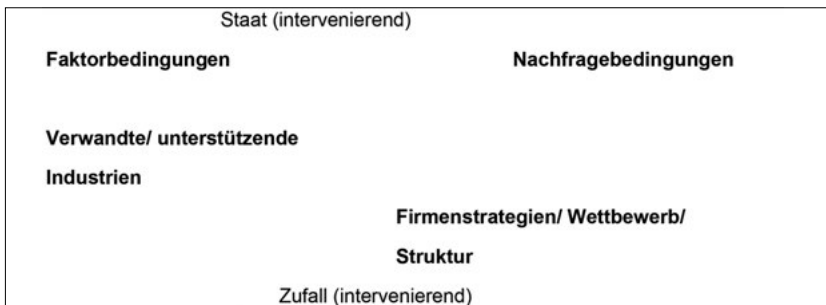 Staat (intervenierend)
Faktorbedingungen Nachfragebedingungen
Verwandte/ unterstützende
Industrien
Firmenstrategien/ Wettbewerb/
Struktur
Zufall (intervenierend)